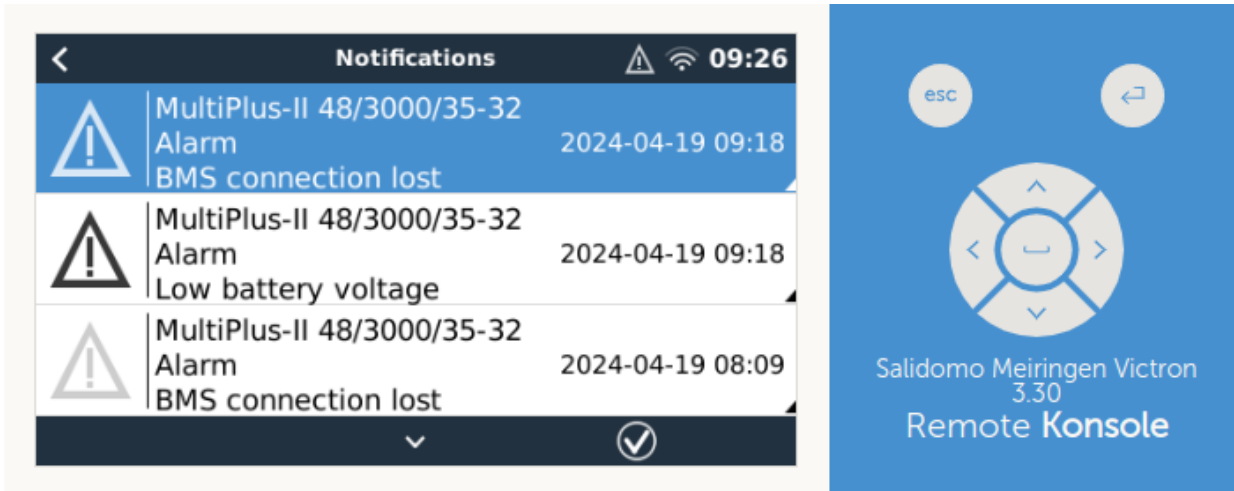 Notifications 09:26
MultiPlus-II 48/3000/35-32
Alarm 2024-04-19 09:18
BMS connection lost
MultiPlus-II 48/3000/35-32
Alarm 2024-04-19 09:18
Low battery voltage
MultiPlus-II 48/3000/35-32
Alarm 2024-04-19 08:09
BMS connection lost
esc
Salidomo Meiringen Victron
3.30
Remote Konsole